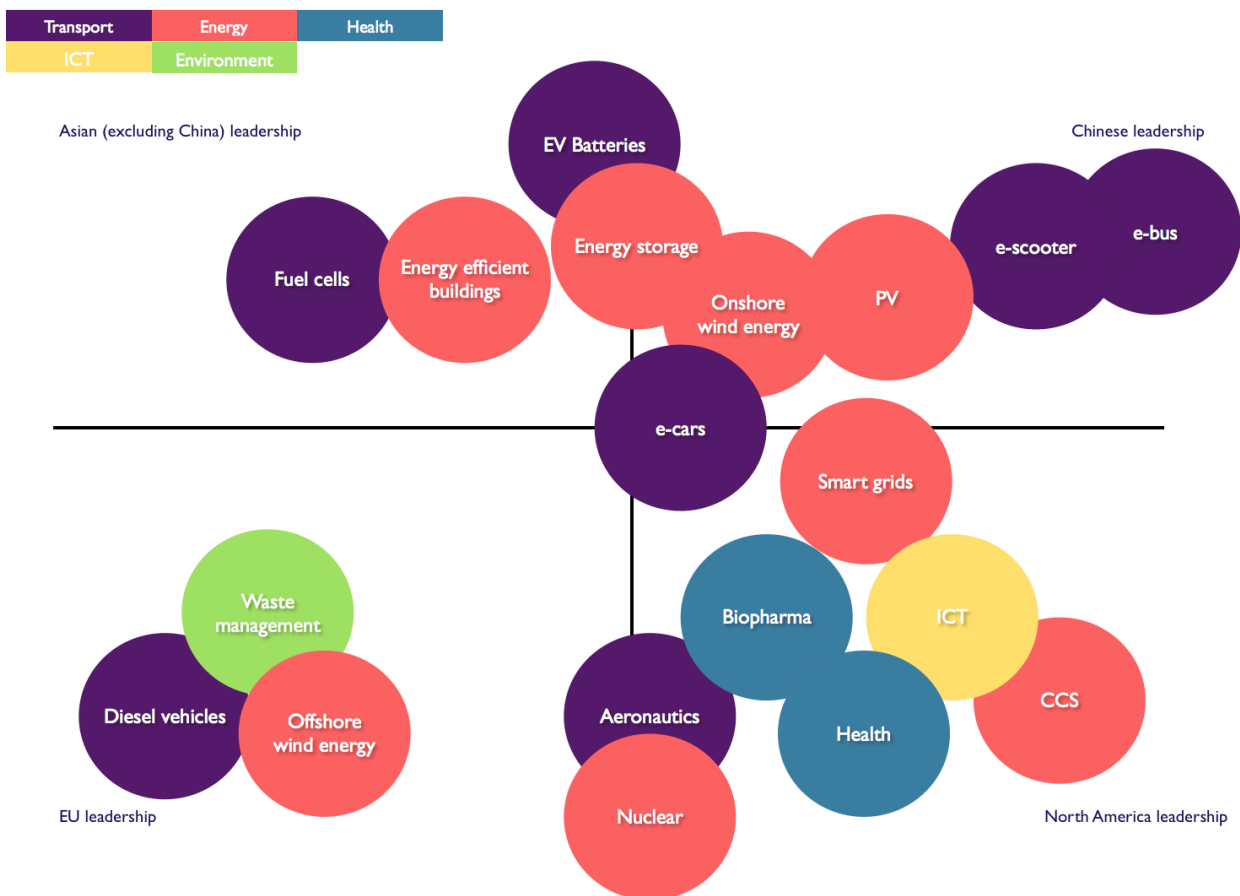 Transport
Energy
Health
ICT
Environment
Asian (excluding China) leadership
Chinese leadership
EV Batteries
e-scooter
e-bus
Fuel cells
Energy efficient
buildings
Energy storage
Onshore
wind energy
PV
e-cars
Smart grids
Waste
management
Biopharma
ICT
Diesel vehicles
Offshore
wind energy
Aeronautics
Health
CCS
Nuclear
EU leadership
North America leadership